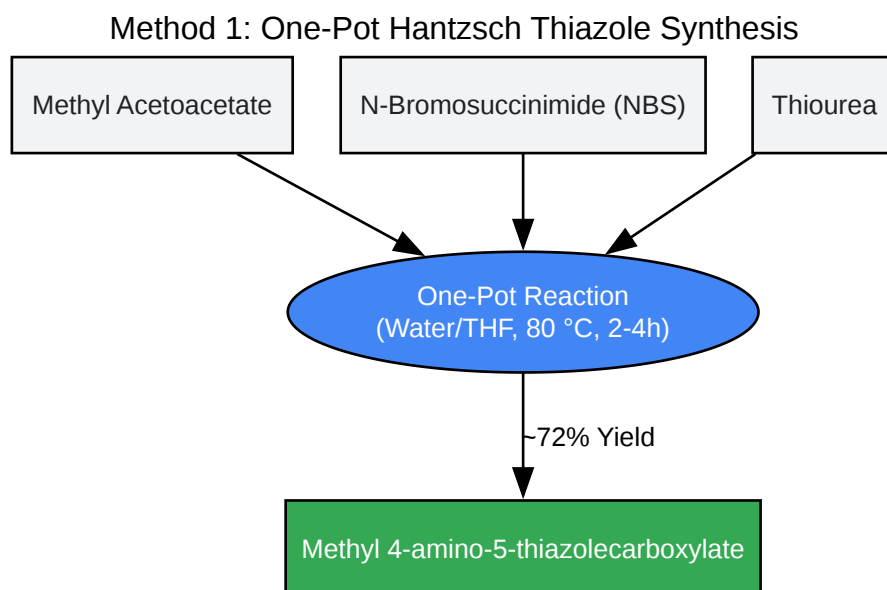 Method 1: One-Pot Hantzsch Thiazole Synthesis
Methyl Acetoacetate
N-Bromosuccinimide (NBS)
Thiourea
One-Pot Reaction
(Water/THF, 80 °C, 2-4h)
~72% Yield
Methyl 4-amino-5-thiazolecarboxylate